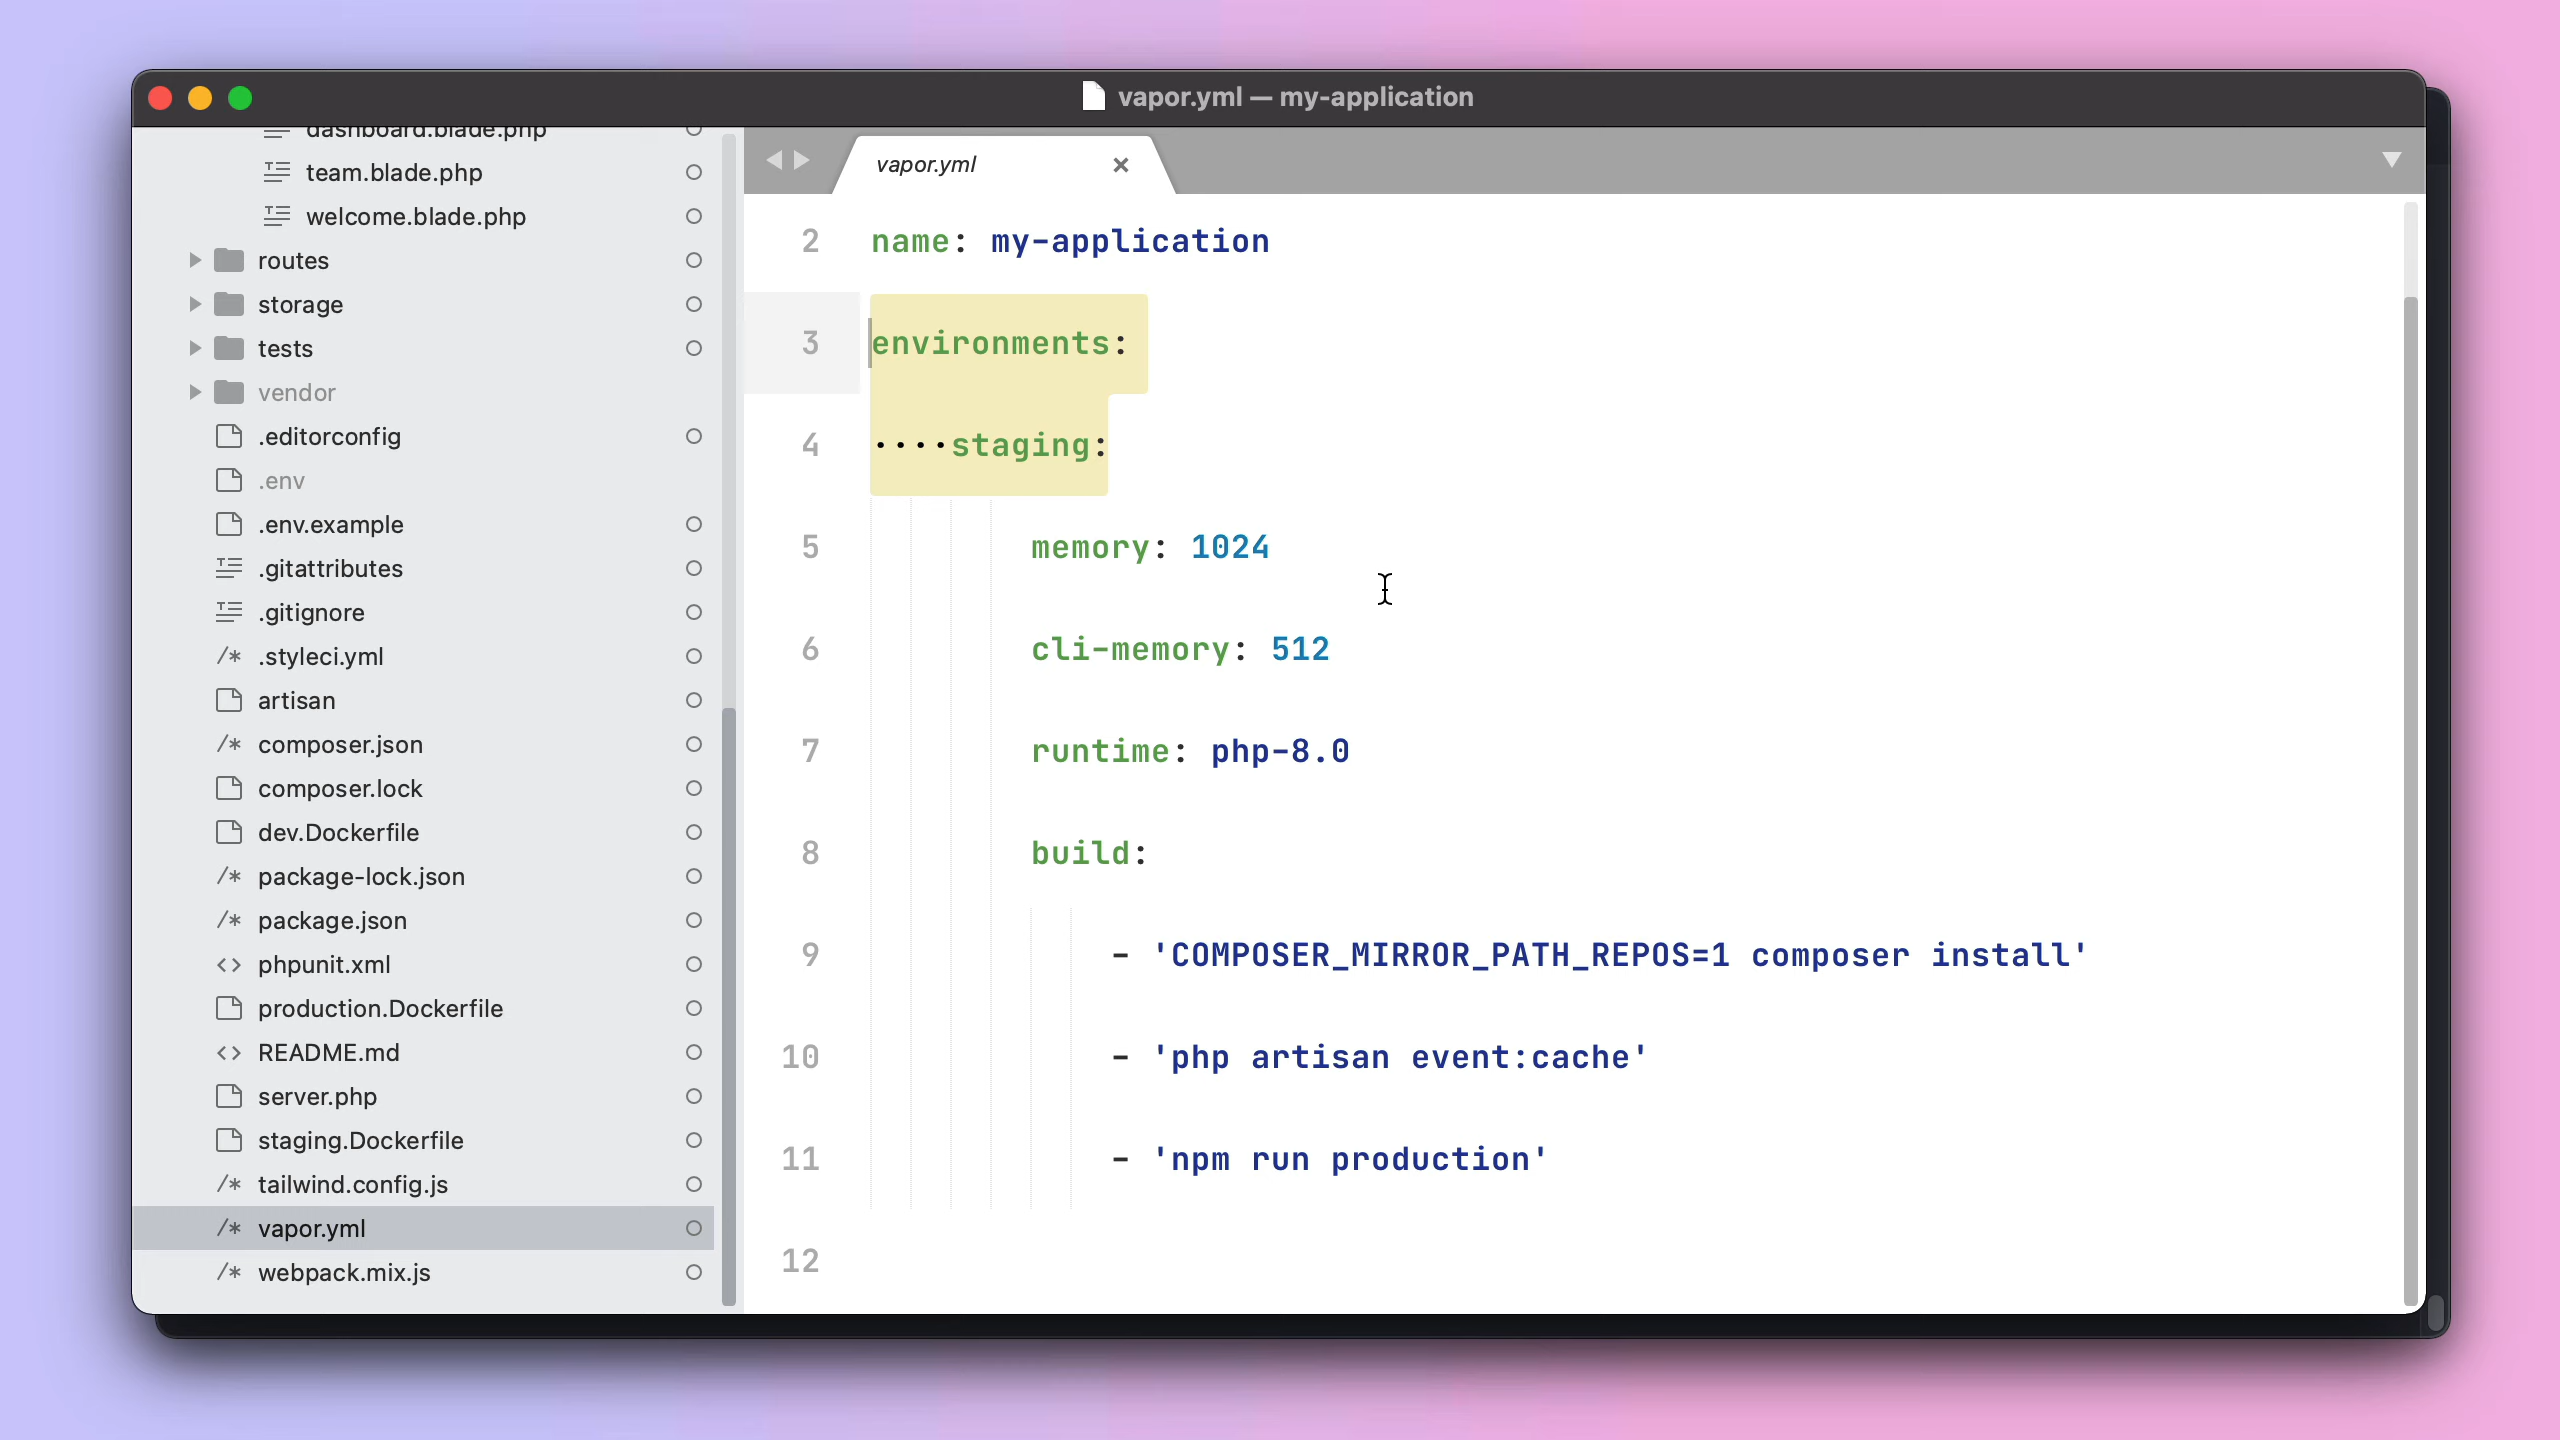 vapor.yml — my-application
dashboard.blade.php
team.blade.php
welcome.blade.php
routes
storage
tests
vendor
.editorconfig
.env
.env.example
.gitattributes
.gitignore
.styleci.yml
artisan
composer.json
composer.lock
dev.Dockerfile
package-lock.json
package.json
phpunit.xml
production.Dockerfile
README.md
server.php
staging.Dockerfile
tailwind.config.js
vapor.yml
webpack.mix.js
vapor.yml
2 name: my-application
3 environments:
4 ····staging:
5 memory: 1024
6 cli-memory: 512
7 runtime: php-8.0
8 build:
9 - 'COMPOSER_MIRROR_PATH_REPOS=1 composer install'
10 - 'php artisan event:cache'
11 - 'npm run production'
12